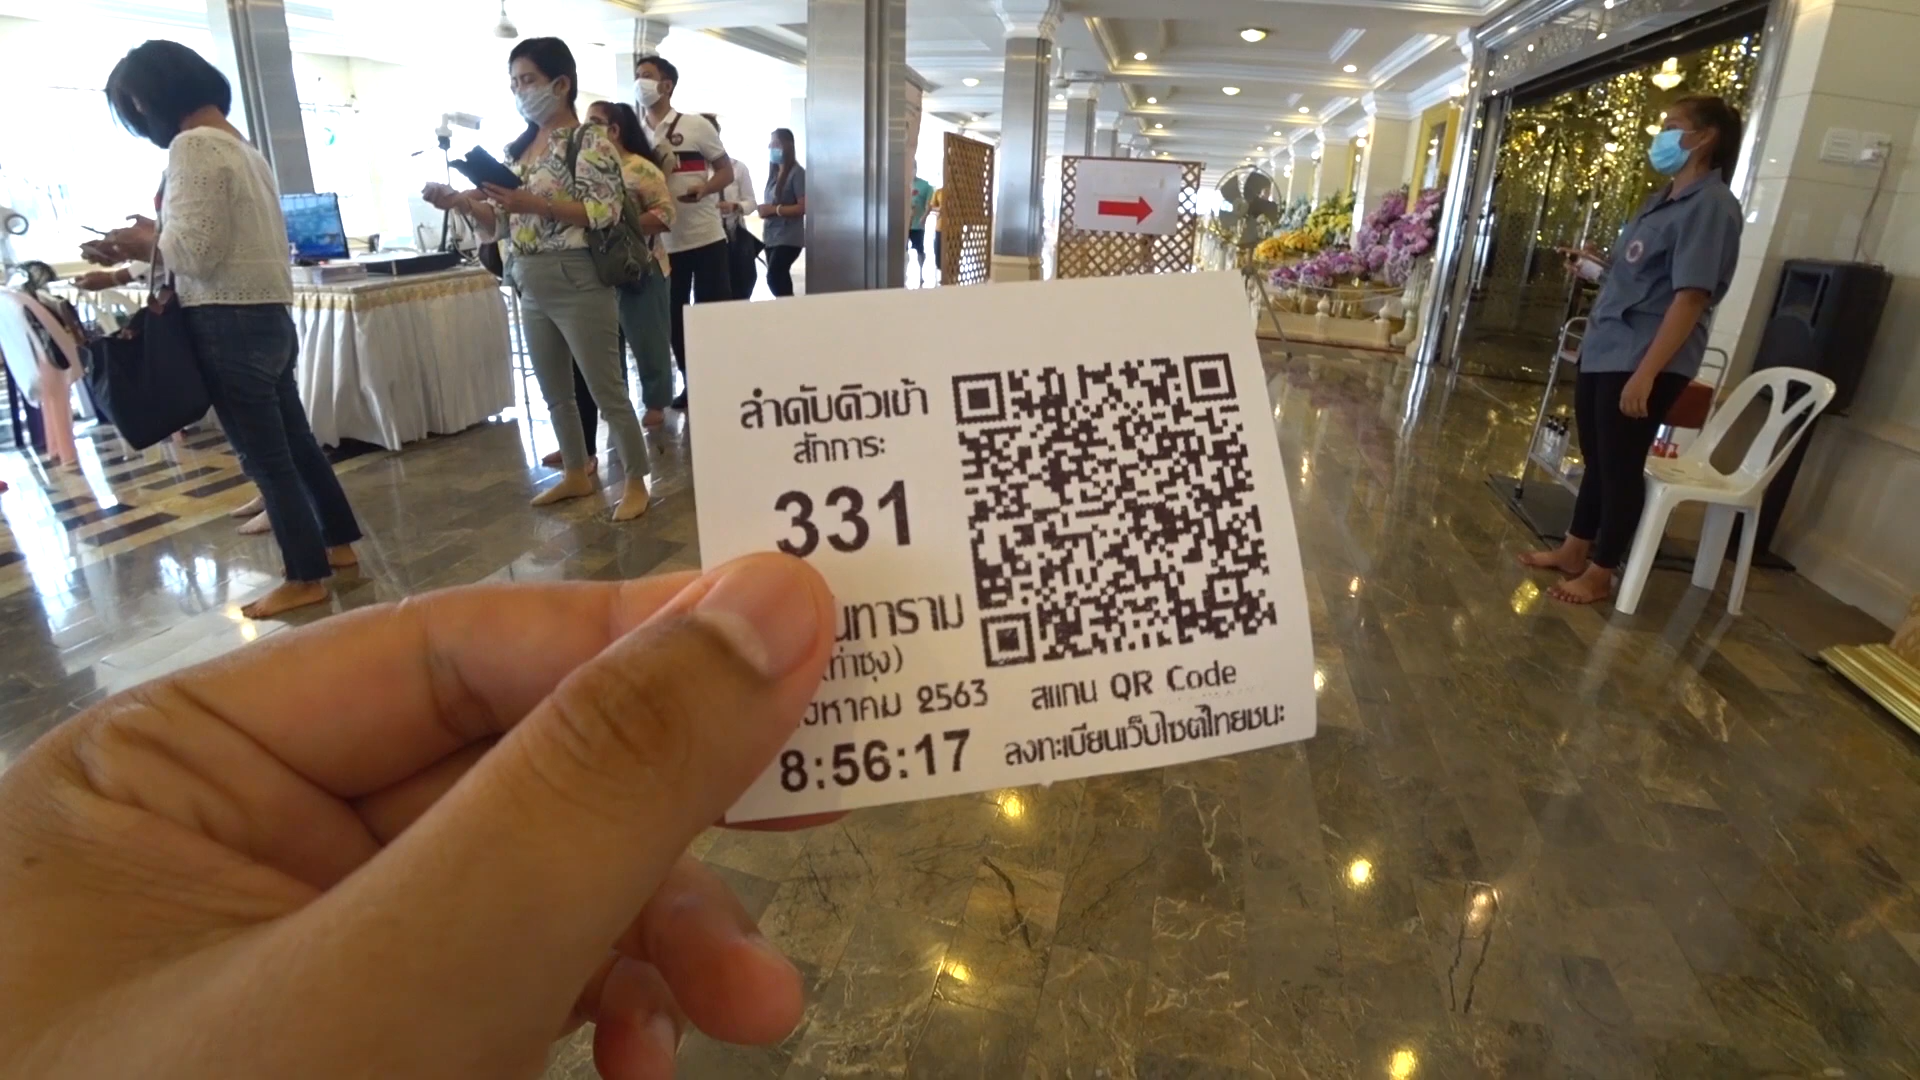 ลำดับคิวเข้า
สักการะ
331
นทาราม
(ท่าซุง)
สิงหาคม 2563
8:56:17
สแกน QR Code
ลงทะเบียนเว็บไซต์ไทยชนะ